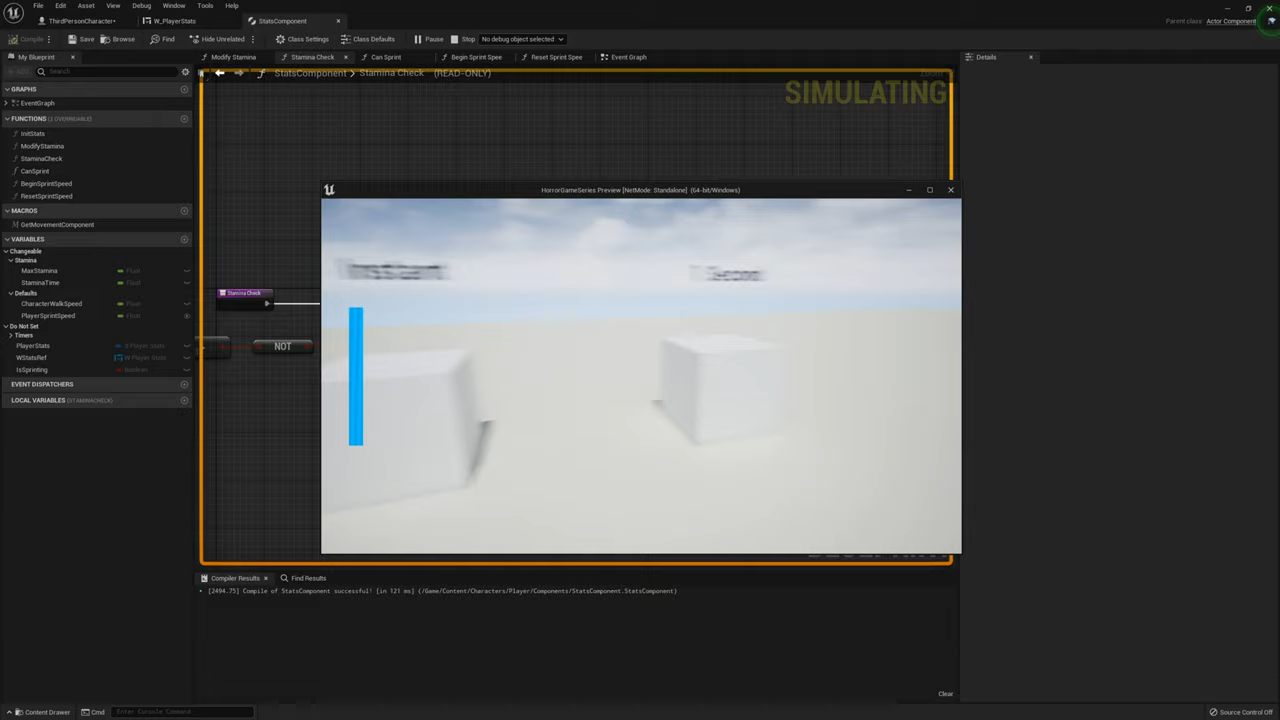 File Edit Asset View Debug Window Tools Help
ThirdPersonCharacter* W_PlayerStats StatsComponent
Parent class: Actor Component
Compile Save Browse Find Hide Unrelated Class Settings Class Defaults Pause Stop No debug object selected
My Blueprint Modify Stamina Stamina Check Can Sprint Begin Sprint Spee Reset Sprint Spee Event Graph Details
Search
StatsComponent > Stamina Check (READ-ONLY)
SIMULATING
GRAPHS
EventGraph
FUNCTIONS (2 OVERRIDABLE)
InitStats
ModifyStamina
StaminaCheck
CanSprint
BeginSprintSpeed
ResetSprintSpeed
MACROS
GetMovementComponent
VARIABLES
Changeable
Stamina
MaxStamina Float
StaminaTime Float
Defaults
CharacterWalkSpeed Float
PlayerSprintSpeed Float
Do Not Set
Timers
PlayerStats
WStatsRef W Player Stats
IsSprinting Boolean
EVENT DISPATCHERS
LOCAL VARIABLES (STAMINACHECK)
Stamina Check
NOT
HorrorGameSeries Preview [NetMode: Standalone] (64-bit/Windows)
Compiler Results Find Results
[2494.75] Compile of StatsComponent successful! [in 121 ms] (/Game/Content/Characters/Player/Components/StatsComponent.StatsComponent)
Clear
Content Drawer Cmd Enter Console Command Source Control Off